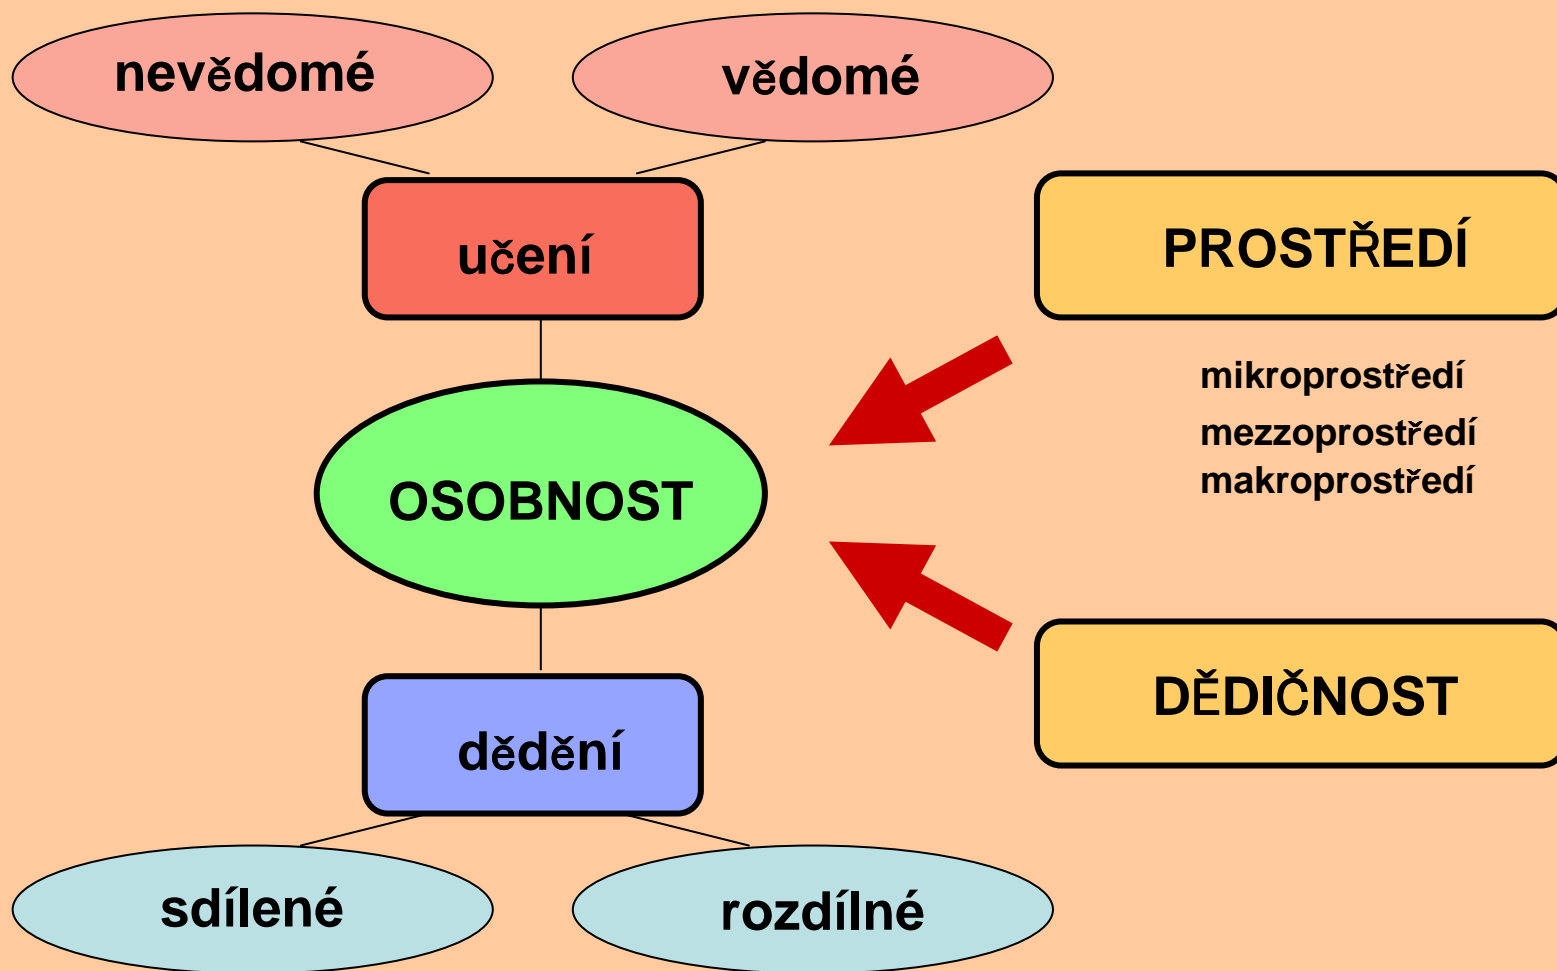 nevědomé
vědomé
učení
PROSTŘEDÍ
mikroprostředí
mezzoprostředí
makroprostředí
OSOBNOST
DĚDIČNOST
dědění
sdílené
rozdílné